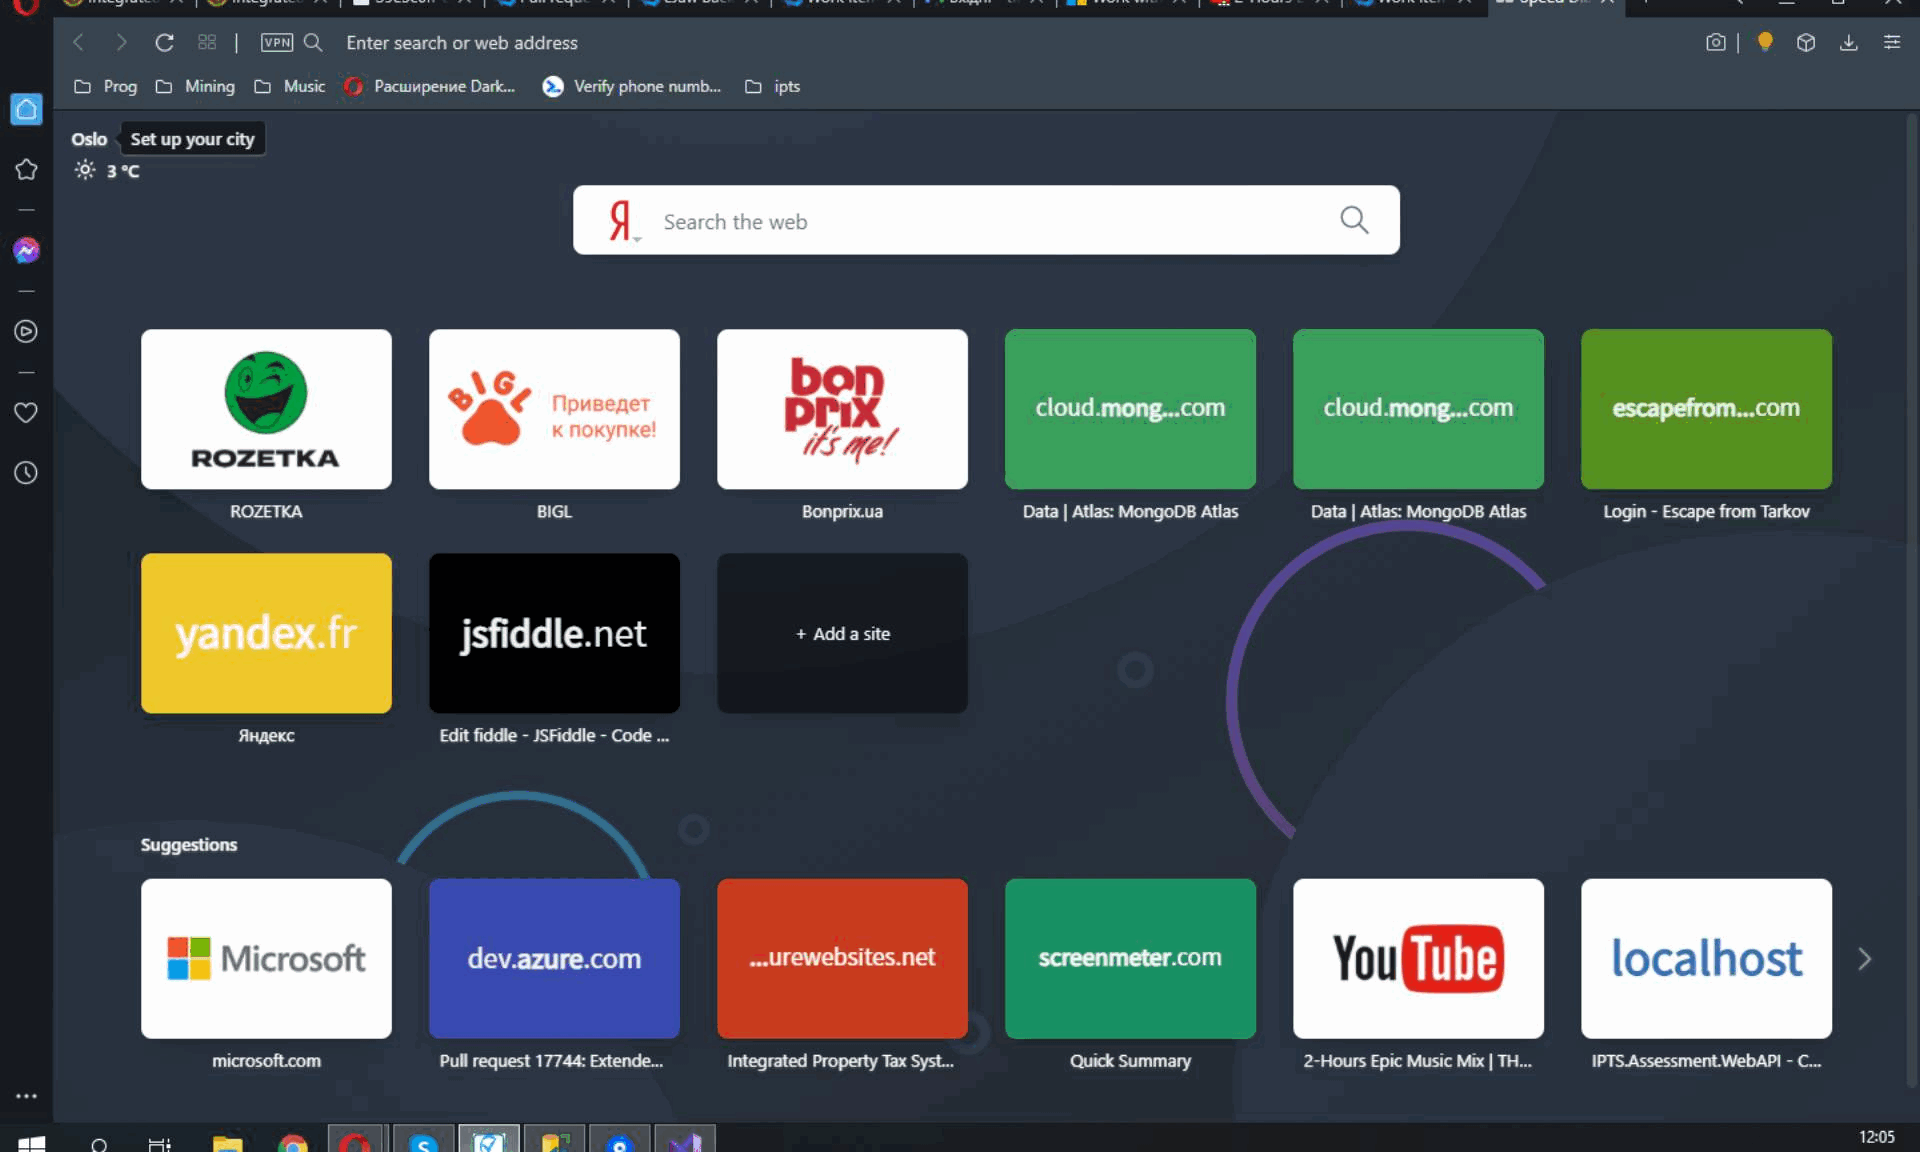 VPN
Enter search or web address
Prog
Mining
Music
Расширение Dark...
Verify phone numb...
ipts
Oslo
Set up your city
3 °C
Я
Search the web
ROZETKA
BIGL
Приведет
к покупке!
bon
prix
it's me!
cloud.mong...com
cloud.mong...com
escapefrom...com
ROZETKA
BIGL
Bonprix.ua
Data | Atlas: MongoDB Atlas
Data | Atlas: MongoDB Atlas
Login - Escape from Tarkov
yandex.fr
jsfiddle.net
+ Add a site
Яндекс
Edit fiddle - JSFiddle - Code ...
Suggestions
Microsoft
dev.azure.com
...urewebsites.net
screenmeter.com
YouTube
localhost
microsoft.com
Pull request 17744: Extende...
Integrated Property Tax Syst...
Quick Summary
2-Hours Epic Music Mix | TH...
IPTS.Assessment.WebAPI - C...
12:05